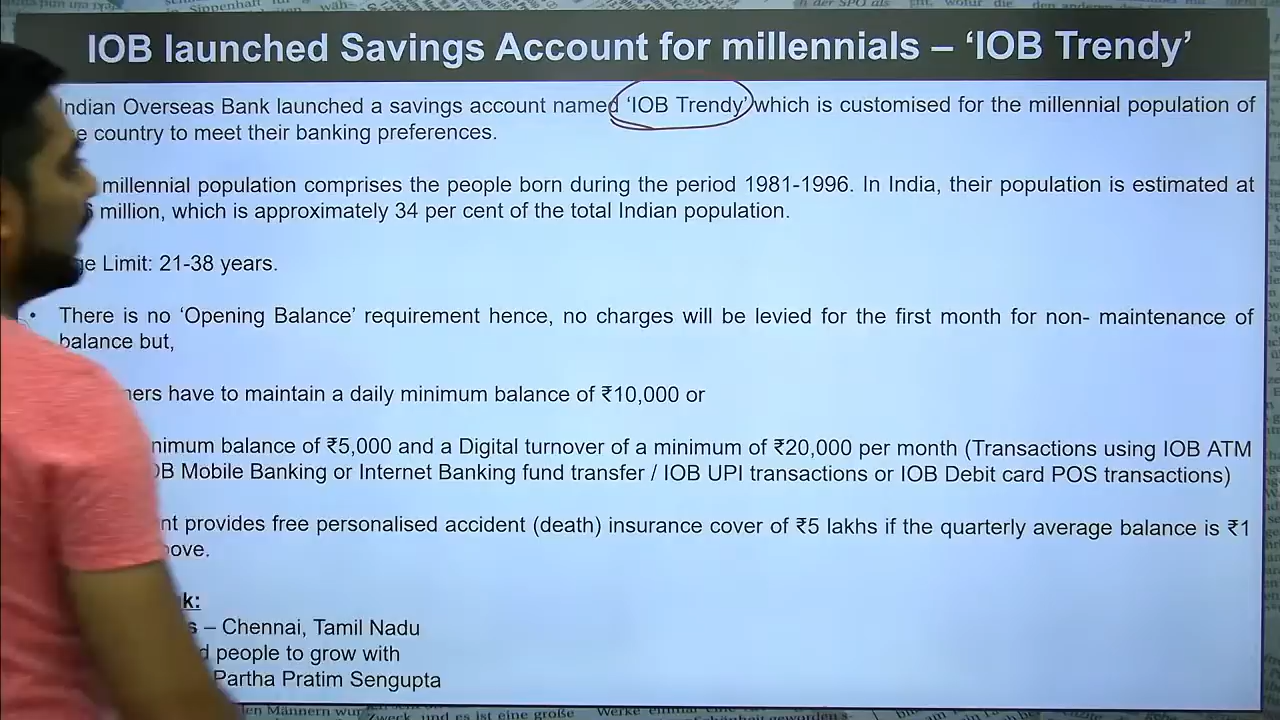 IOB launched Savings Account for millennials – ‘IOB Trendy’
Indian Overseas Bank launched a savings account named ‘IOB Trendy’ which is customised for the millennial population of
country to meet their banking preferences.
millennial population comprises the people born during the period 1981-1996. In India, their population is estimated at
million, which is approximately 34 per cent of the total Indian population.
Limit: 21-38 years.
• There is no ‘Opening Balance’ requirement hence, no charges will be levied for the first month for non- maintenance of
balance but,
have to maintain a daily minimum balance of ₹10,000 or
balance of ₹5,000 and a Digital turnover of a minimum of ₹20,000 per month (Transactions using IOB ATM
Mobile Banking or Internet Banking fund transfer / IOB UPI transactions or IOB Debit card POS transactions)
provides free personalised accident (death) insurance cover of ₹5 lakhs if the quarterly average balance is ₹1
– Chennai, Tamil Nadu
people to grow with
Partha Pratim Sengupta